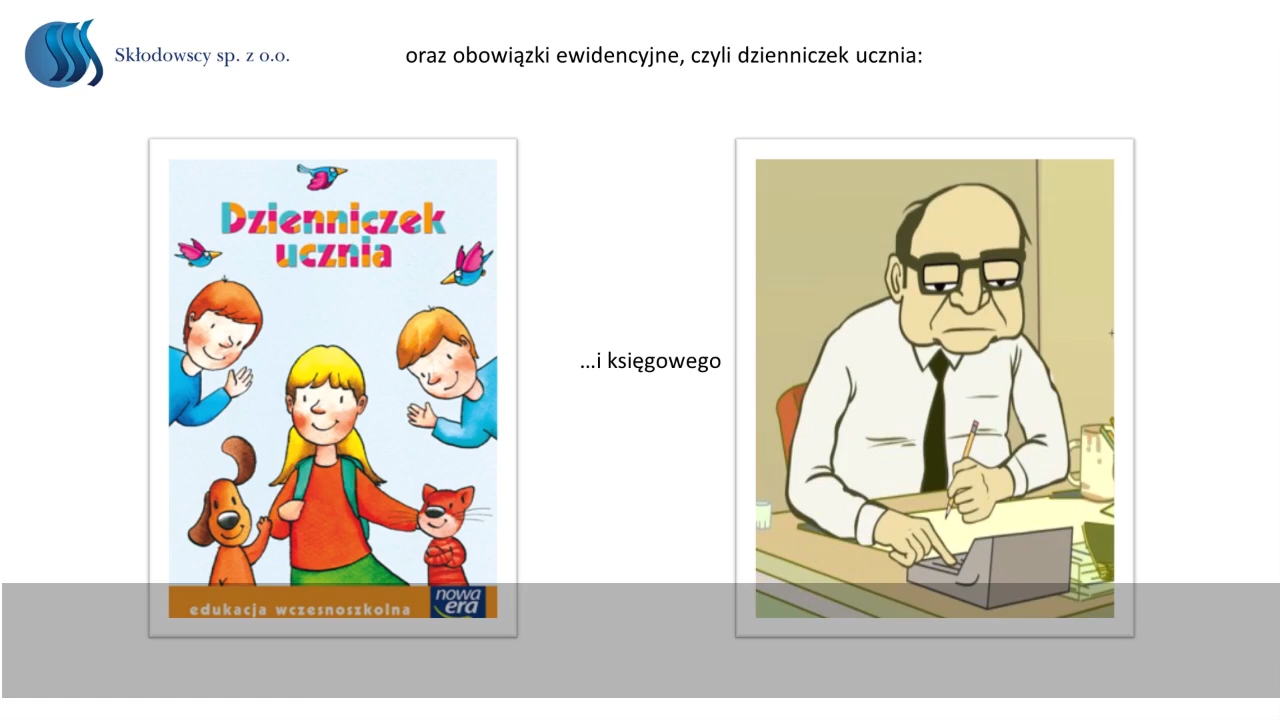 Skłodowscy sp. z o.o.
oraz obowiązki ewidencyjne, czyli dzienniczek ucznia:
Dzienniczek
ucznia
...i księgowego
edukacja wczesnoszkolna
nowa
era